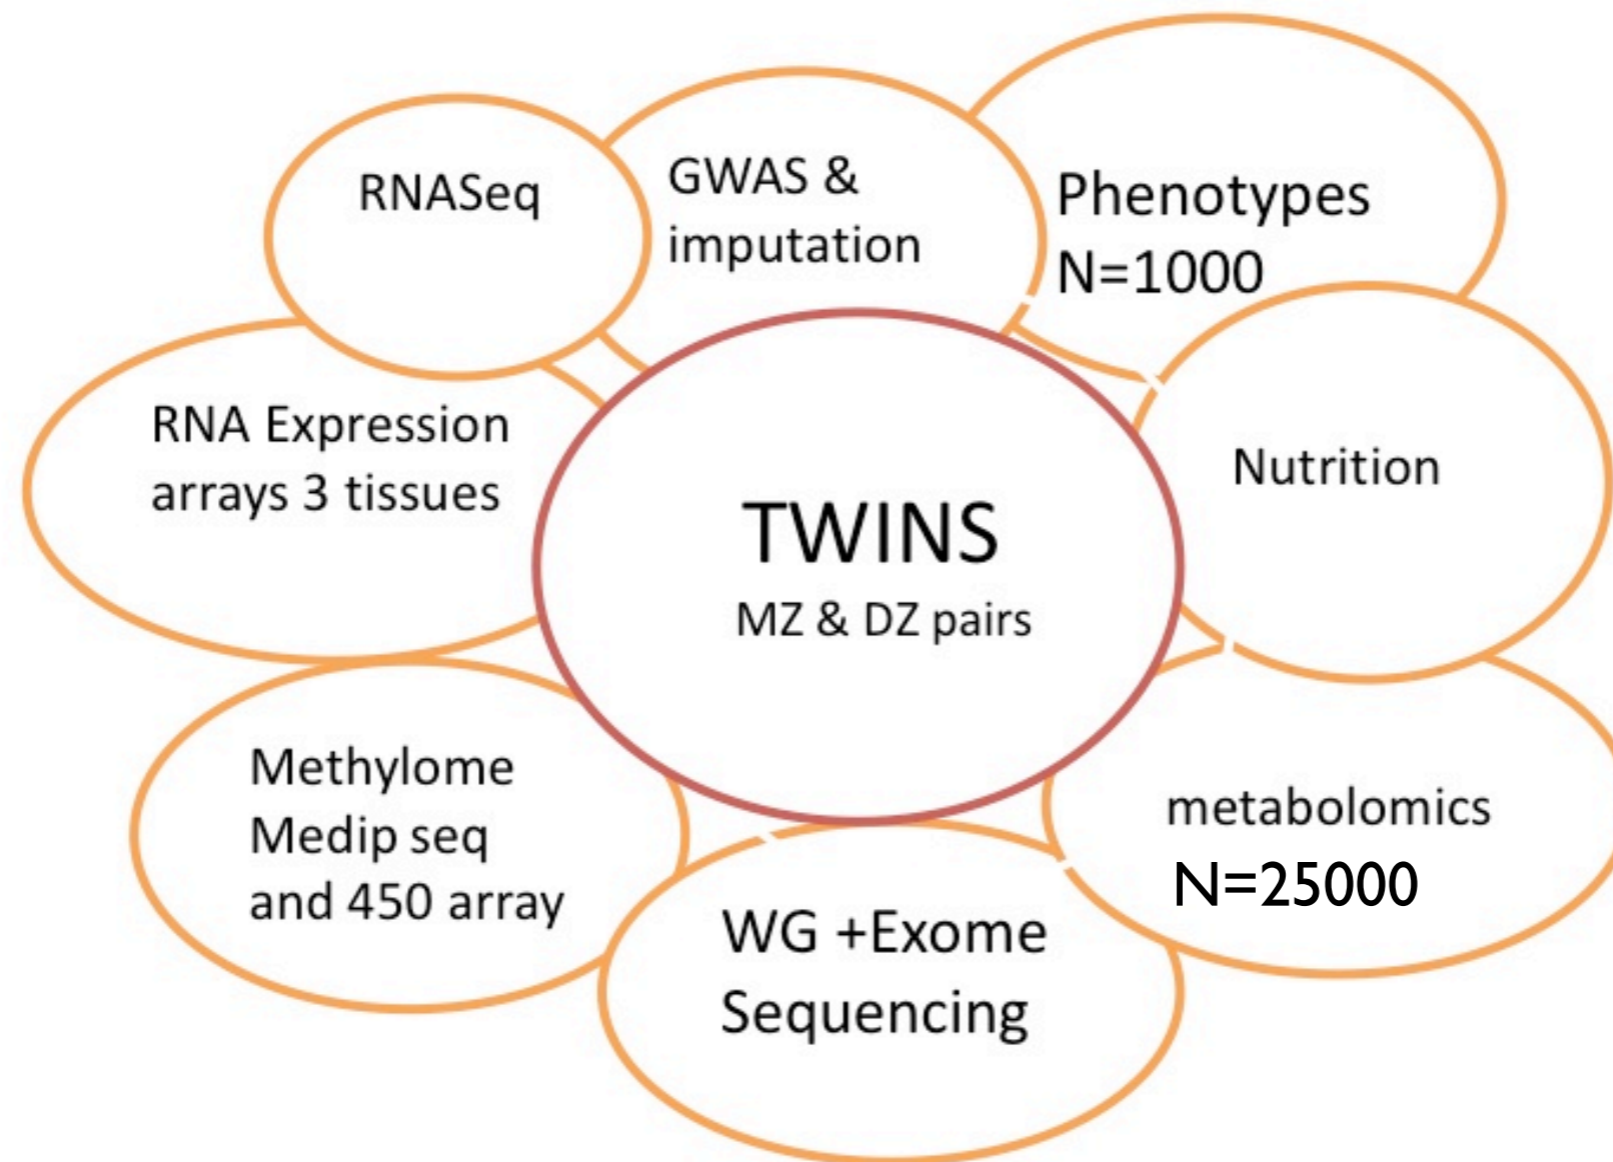 RNASeq
GWAS &
imputation
Phenotypes
N=1000
RNA Expression
arrays 3 tissues
Nutrition
TWINS
MZ & DZ pairs
Methylome
Medip seq
and 450 array
metabolomics
N=25000
WG +Exome
Sequencing